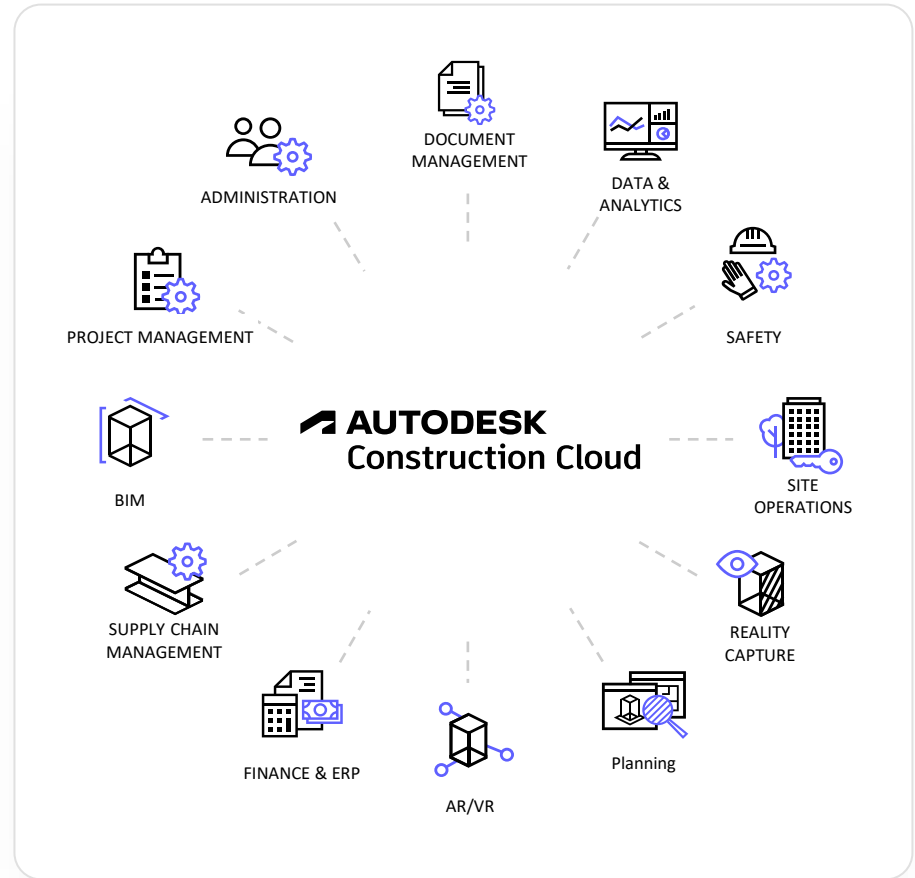 DOCUMENT
MANAGEMENT
ADMINISTRATION
DATA &
ANALYTICS
PROJECT MANAGEMENT
SAFETY
AUTODESK
Construction Cloud
BIM
SITE
OPERATIONS
SUPPLY CHAIN
MANAGEMENT
REALITY
CAPTURE
FINANCE & ERP
AR/VR
Planning